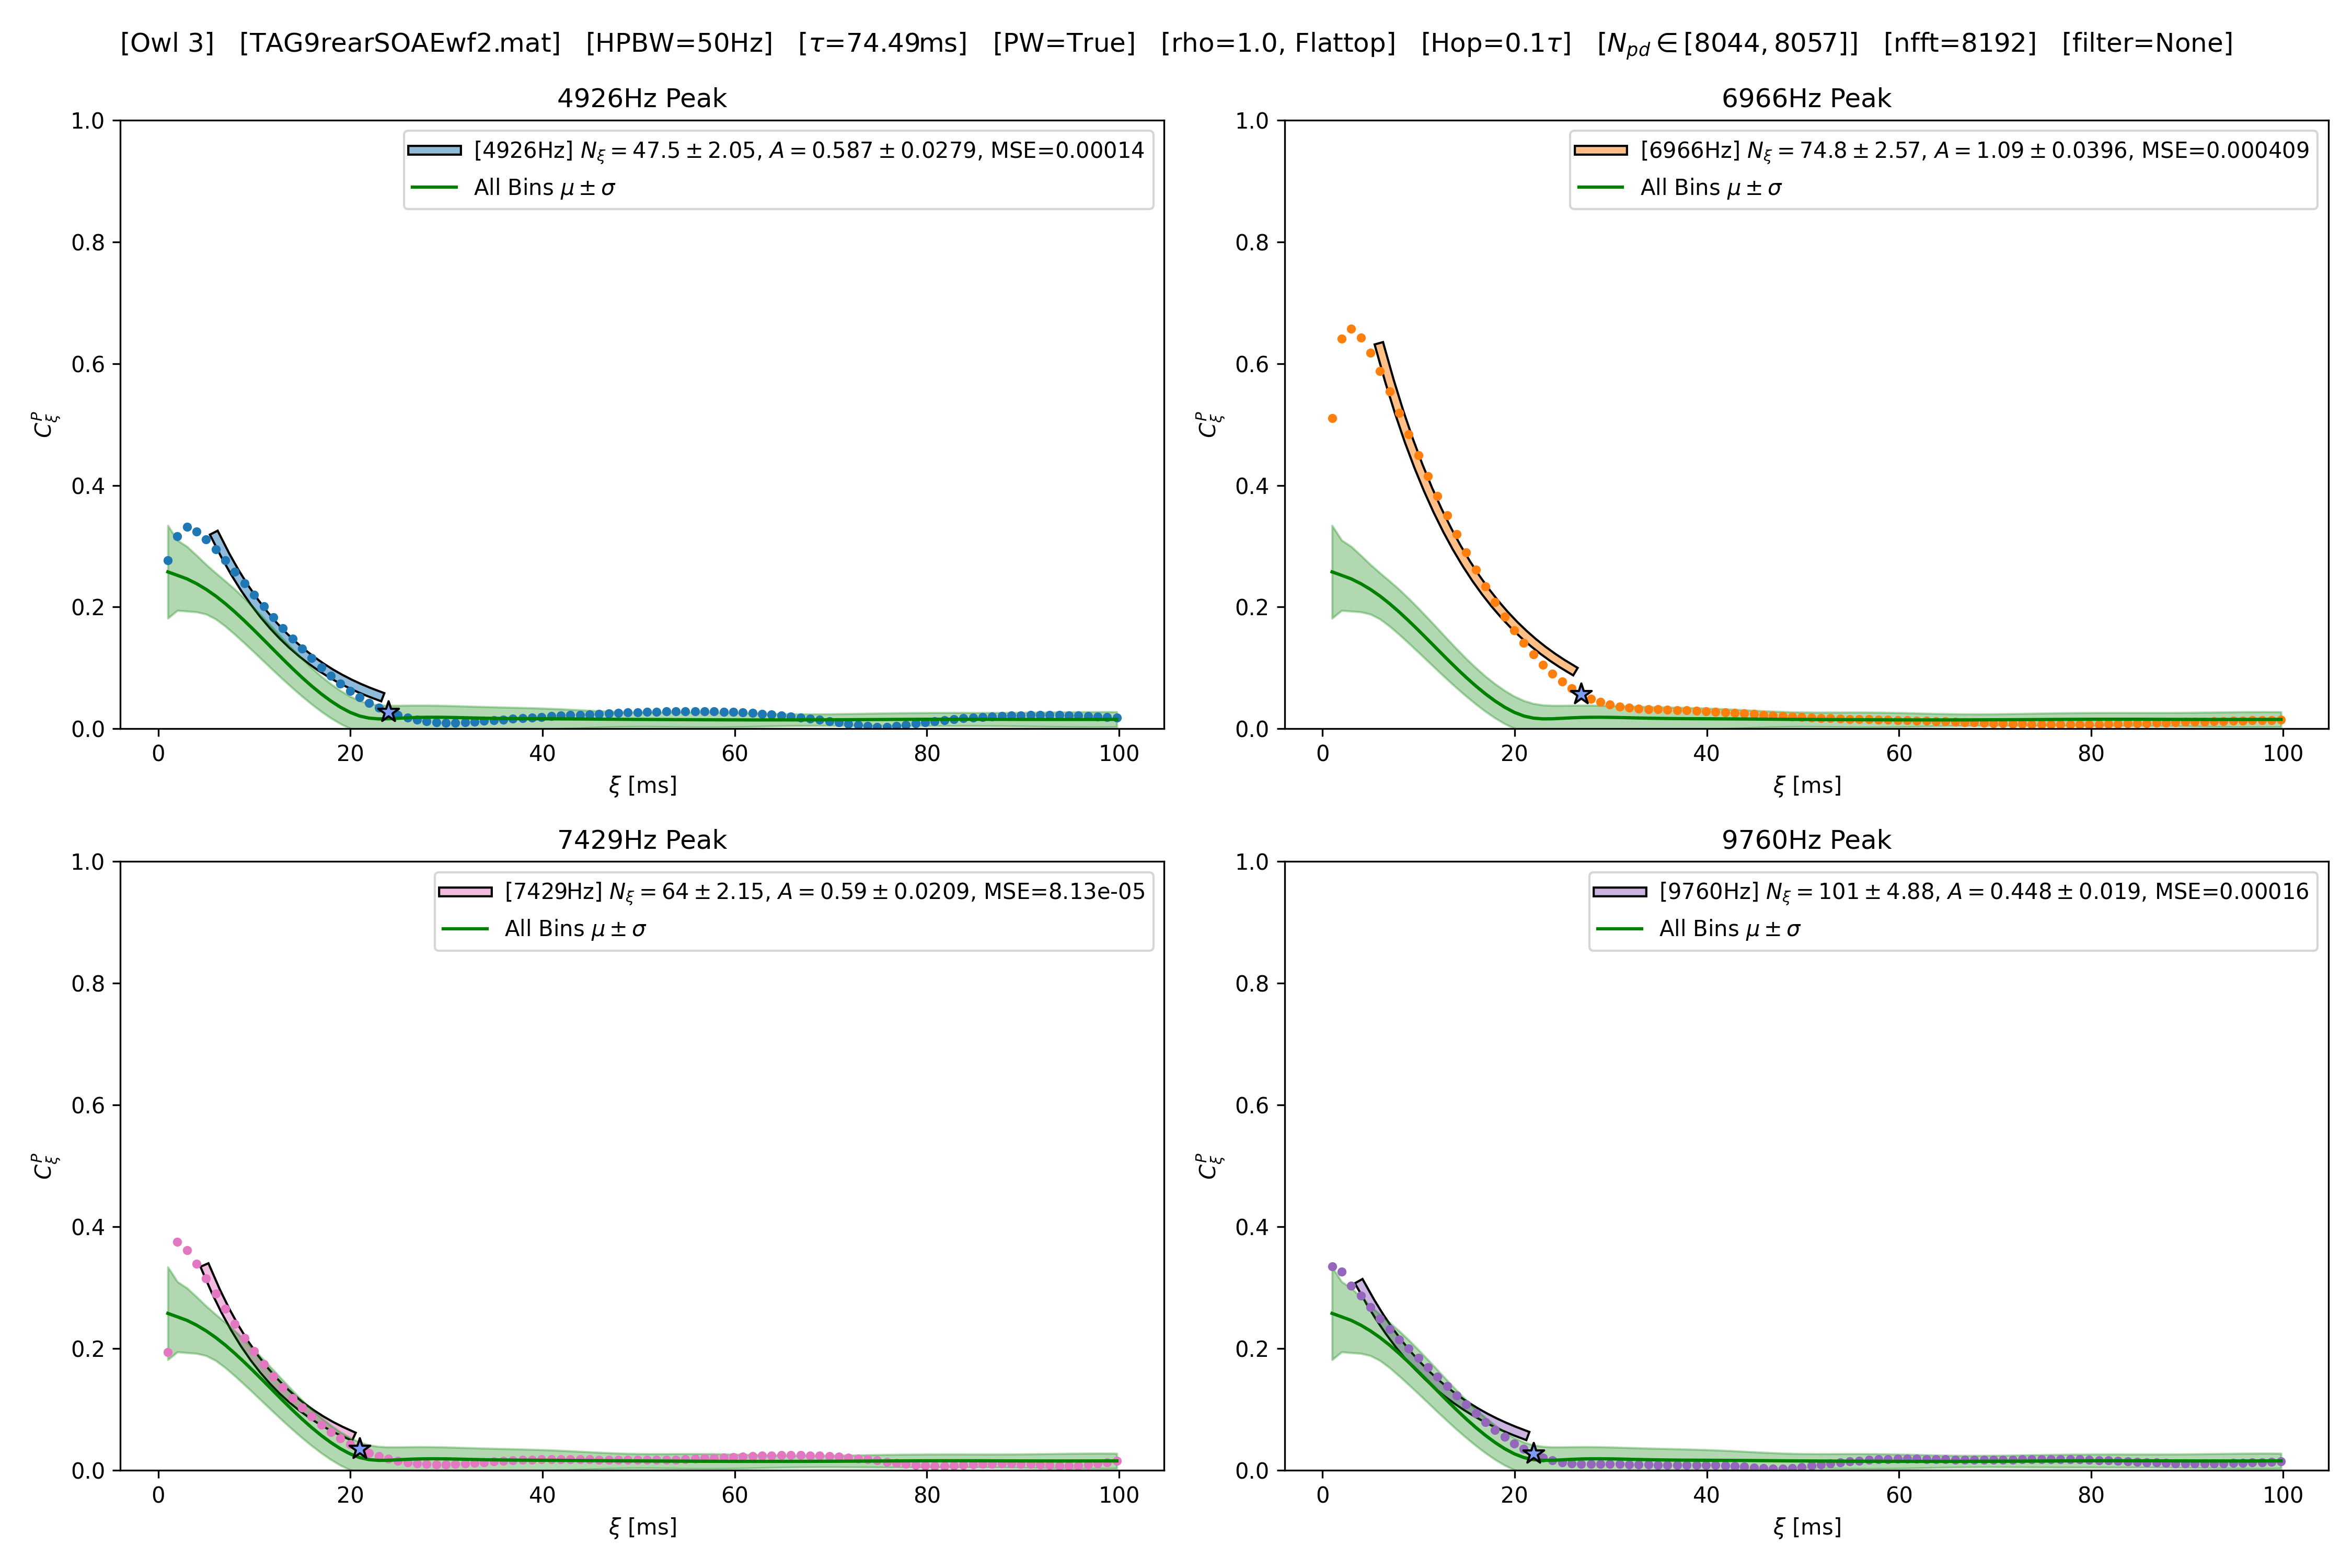 [Owl 3] [TAG9rearSOAEwf2.mat] [HPBW=50Hz] [τ=74.49ms] [PW=True] [rho=1.0, Flattop] [Hop=0.1τ] [N_pd ∈ [8044, 8057]] [nfft=8192] [filter=None]
4926Hz Peak
[4926Hz] N_ξ = 47.5 ± 2.05, A = 0.587 ± 0.0279, MSE=0.00014
All Bins μ ± σ
1.0
0.8
0.6
0.4
0.2
0.0
C_ξ^P
0 20 40 60 80 100
ξ [ms]
6966Hz Peak
[6966Hz] N_ξ = 74.8 ± 2.57, A = 1.09 ± 0.0396, MSE=0.000409
All Bins μ ± σ
1.0
0.8
0.6
0.4
0.2
0.0
C_ξ^P
0 20 40 60 80 100
ξ [ms]
7429Hz Peak
[7429Hz] N_ξ = 64 ± 2.15, A = 0.59 ± 0.0209, MSE=8.13e-05
All Bins μ ± σ
1.0
0.8
0.6
0.4
0.2
0.0
C_ξ^P
0 20 40 60 80 100
ξ [ms]
9760Hz Peak
[9760Hz] N_ξ = 101 ± 4.88, A = 0.448 ± 0.019, MSE=0.00016
All Bins μ ± σ
1.0
0.8
0.6
0.4
0.2
0.0
C_ξ^P
0 20 40 60 80 100
ξ [ms]